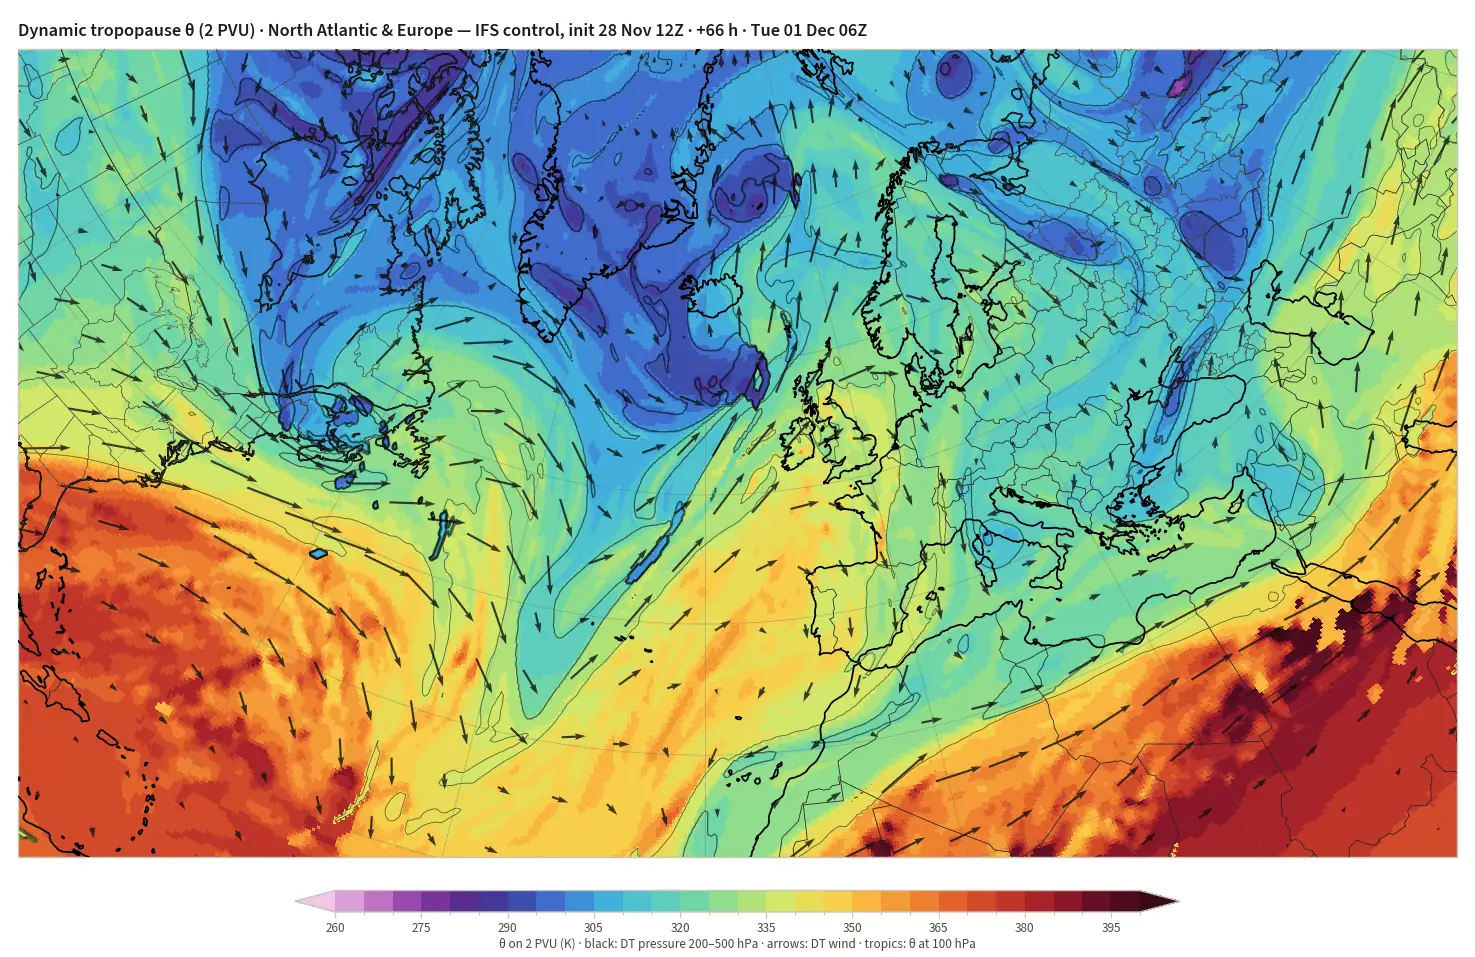 Dynamic tropopause θ (2 PVU) · North Atlantic & Europe — IFS control, init 28 Nov 12Z · +66 h · Tue 01 Dec 06Z
260 275 290 305 320 335 350 365 380 395
θ on 2 PVU (K) · black: DT pressure 200–500 hPa · arrows: DT wind · tropics: θ at 100 hPa